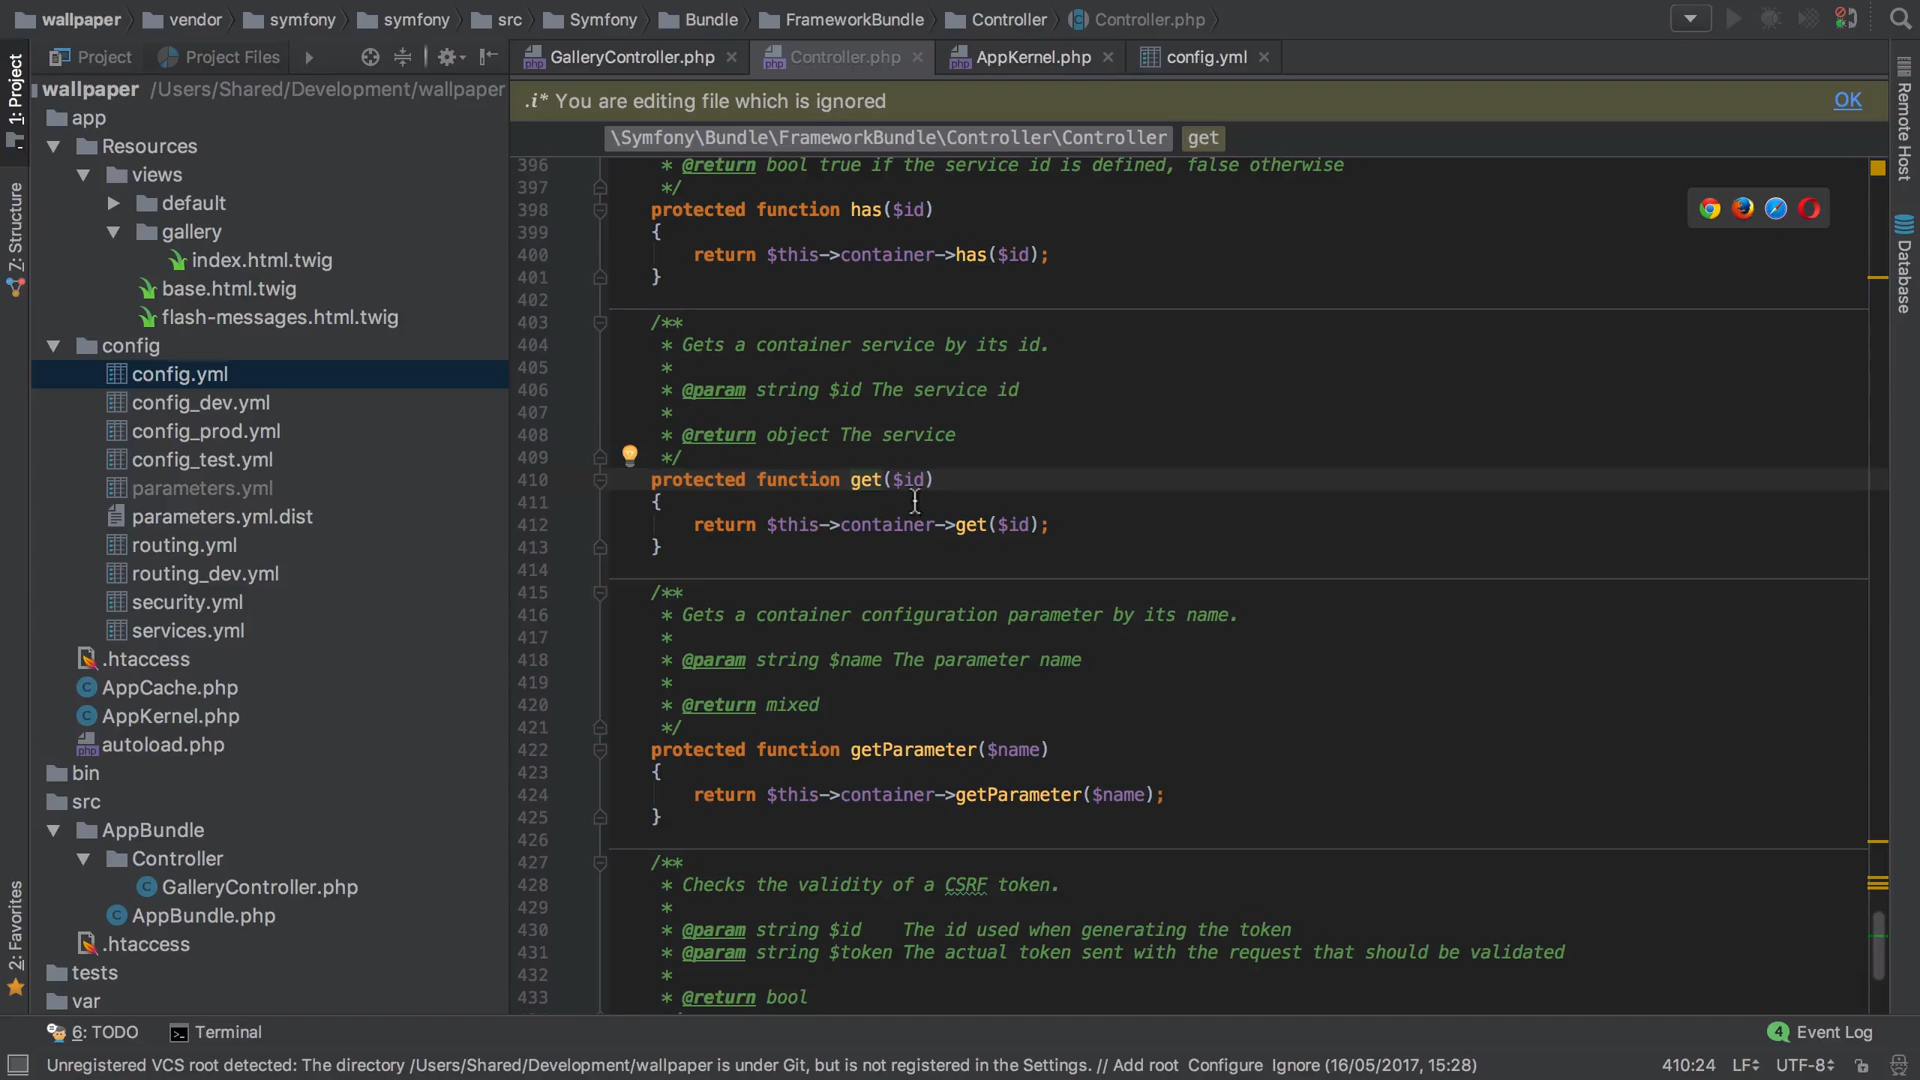 wallpaper vendor symfony symfony src Symfony Bundle FrameworkBundle Controller Controller.php
Project Project Files GalleryController.php Controller.php AppKernel.php config.yml
1: Project
Z: Structure
2: Favorites
wallpaper /Users/Shared/Development/wallpaper
app
Resources
views
default
gallery
index.html.twig
base.html.twig
flash-messages.html.twig
config
config.yml
config_dev.yml
config_prod.yml
config_test.yml
parameters.yml
parameters.yml.dist
routing.yml
routing_dev.yml
security.yml
services.yml
.htaccess
AppCache.php
AppKernel.php
autoload.php
bin
src
AppBundle
Controller
GalleryController.php
AppBundle.php
.htaccess
tests
var
.i* You are editing file which is ignored OK
\Symfony\Bundle\FrameworkBundle\Controller\Controller get
396 * @return bool true if the service id is defined, false otherwise
397 */
398 protected function has($id)
399 {
400 return $this->container->has($id);
401 }
402
403 /**
404 * Gets a container service by its id.
405 *
406 * @param string $id The service id
407 *
408 * @return object The service
409 */
410 protected function get($id)
411 {
412 return $this->container->get($id);
413 }
414
415 /**
416 * Gets a container configuration parameter by its name.
417 *
418 * @param string $name The parameter name
419 *
420 * @return mixed
421 */
422 protected function getParameter($name)
423 {
424 return $this->container->getParameter($name);
425 }
426
427 /**
428 * Checks the validity of a CSRF token.
429 *
430 * @param string $id The id used when generating the token
431 * @param string $token The actual token sent with the request that should be validated
432 *
433 * @return bool
Remote Host
Database
6: TODO Terminal 4 Event Log
Unregistered VCS root detected: The directory /Users/Shared/Development/wallpaper is under Git, but is not registered in the Settings. // Add root Configure Ignore (16/05/2017, 15:28) 410:24 LF UTF-8